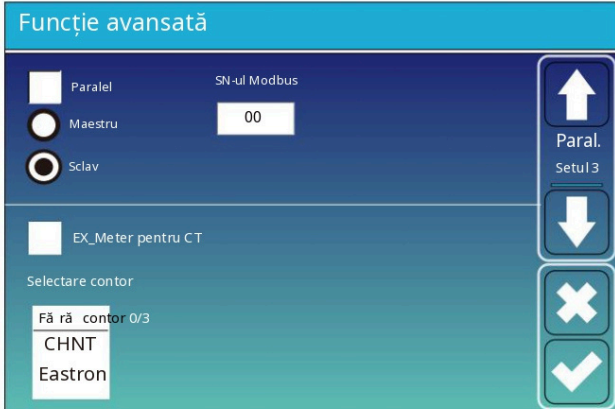 Funcție avansată
Paralel
SN-ul Modbus
Maestru
00
Sclav
Paral.
Setul 3
EX_Meter pentru CT
Selectare contor
Fă ră contor 0/3
CHNT
Eastron